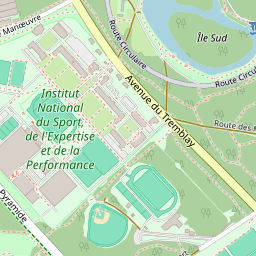 Manœuvre
Route
Circulaire
Île Sud
Route Circulaire
Avenue du Tremblay
Institut
National
du Sport,
de l'Expertise
et de la
Performance
Route des
Pyramide